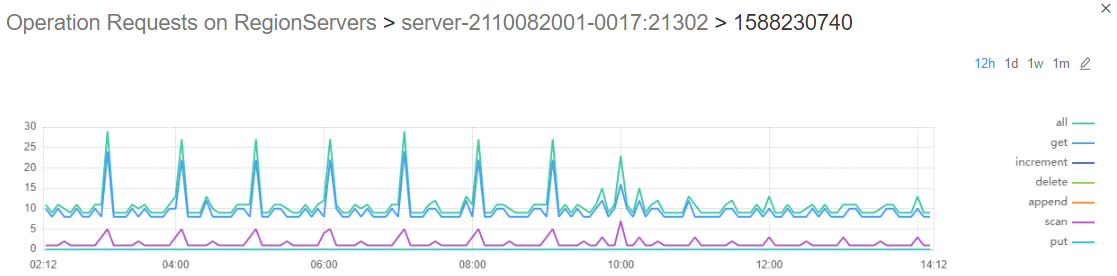 Operation Requests on RegionServers > server-2110082001-0017:21302 > 1588230740
12h 1d 1w 1m
30
25
20
15
10
5
0
02:12 04:00 06:00 08:00 10:00 12:00 14:12
all
get
increment
delete
append
scan
put